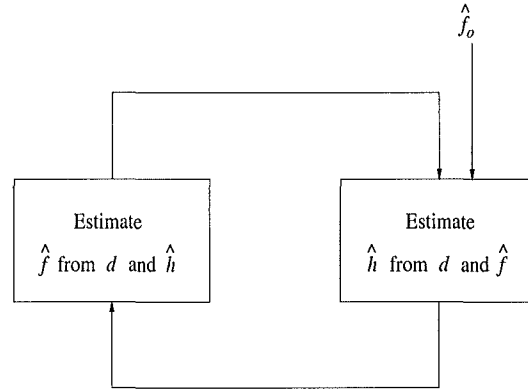 f̂ₒ
Estimate
f̂ from d and ĥ
Estimate
ĥ from d and f̂